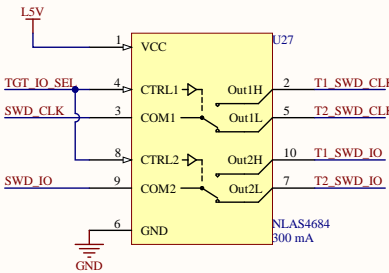 L5V
U27
1 VCC
TGT_IO_SEL 4 CTRL1 Out1H 2 T1_SWD_CLK
SWD_CLK 3 COM1 Out1L 5 T2_SWD_CLK
8 CTRL2 Out2H 10 T1_SWD_IO
SWD_IO 9 COM2 Out2L 7 T2_SWD_IO
6 GND
NLAS4684
300 mA
GND